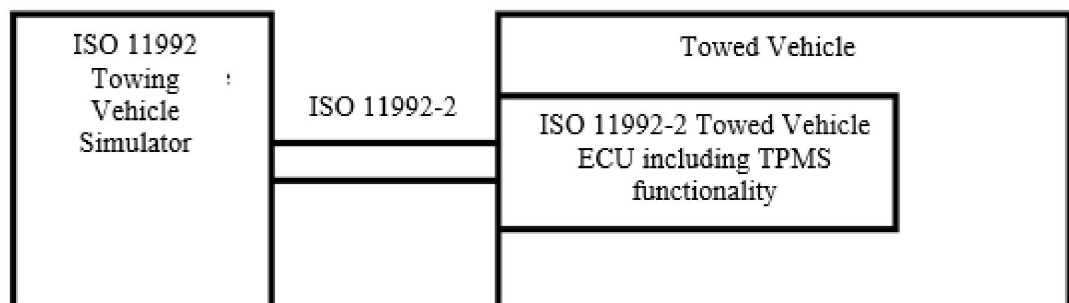 ISO 11992
Towing
Vehicle
Simulator
ISO 11992-2
Towed Vehicle
ISO 11992-2 Towed Vehicle
ECU including TPMS
functionality